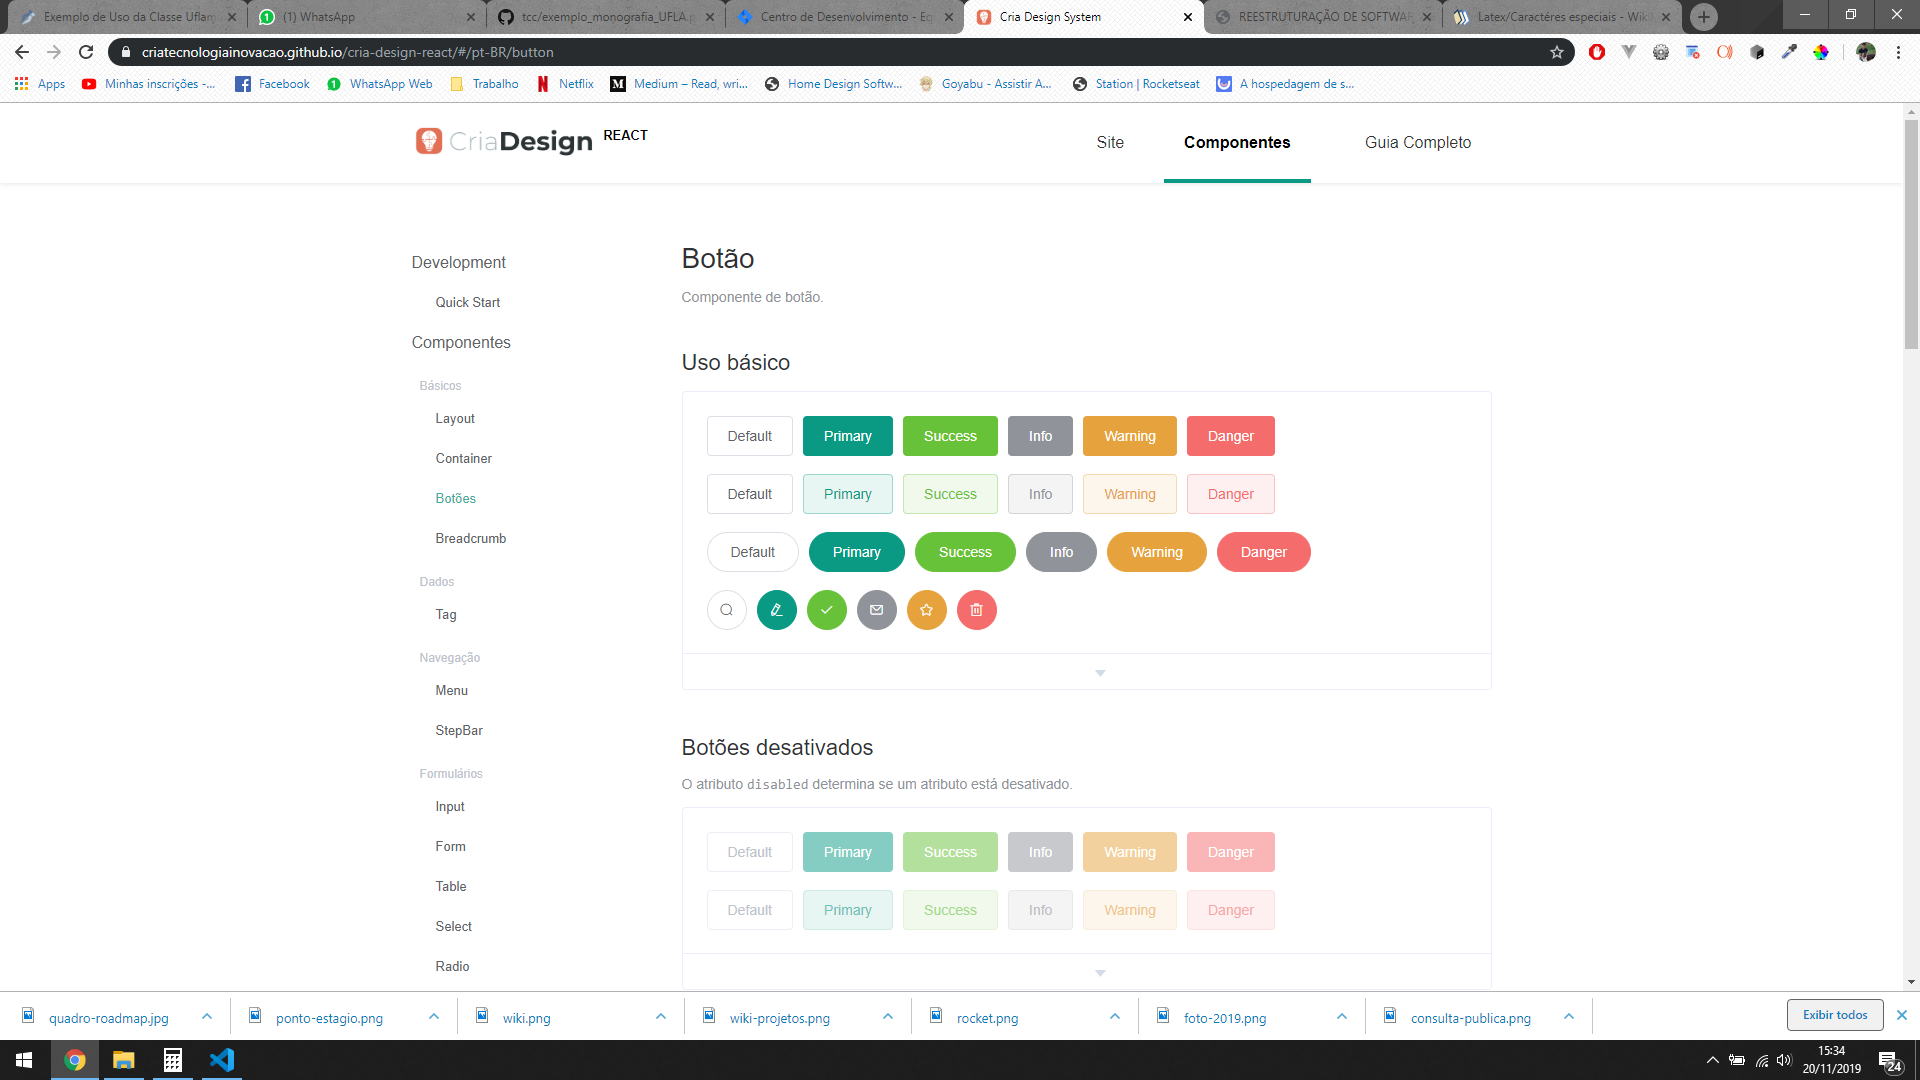 Exemplo de Uso da Classe Uflam
(1) WhatsApp
tcc/exemplo_monografia_UFLA.p
Centro de Desenvolvimento - Eq
Cria Design System
REESTRUTURAÇÃO DE SOFTWAR
Latex/Caractéres especiais - Wiki
criatecnologiainovacao.github.io/cria-design-react/#/pt-BR/button
Apps
Minhas inscrições -...
Facebook
WhatsApp Web
Trabalho
Netflix
Medium – Read, wri...
Home Design Softw...
Goyabu - Assistir A...
Station | Rocketseat
A hospedagem de s...
CriaDesign REACT
Site
Componentes
Guia Completo
Development
Quick Start
Componentes
Básicos
Layout
Container
Botões
Breadcrumb
Dados
Tag
Navegação
Menu
StepBar
Formulários
Input
Form
Table
Select
Radio
Botão
Componente de botão.
Uso básico
Default Primary Success Info Warning Danger
Default Primary Success Info Warning Danger
Default Primary Success Info Warning Danger
Botões desativados
O atributo disabled determina se um atributo está desativado.
Default Primary Success Info Warning Danger
Default Primary Success Info Warning Danger
quadro-roadmap.jpg
ponto-estagio.png
wiki.png
wiki-projetos.png
rocket.png
foto-2019.png
consulta-publica.png
Exibir todos
15:34
20/11/2019
24